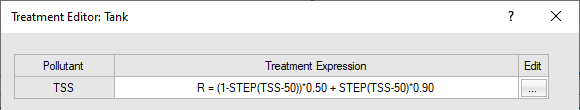 Treatment Editor: Tank ? ×
Pollutant Treatment Expression Edit
TSS R = (1-STEP(TSS-50))*0.50 + STEP(TSS-50)*0.90 ...